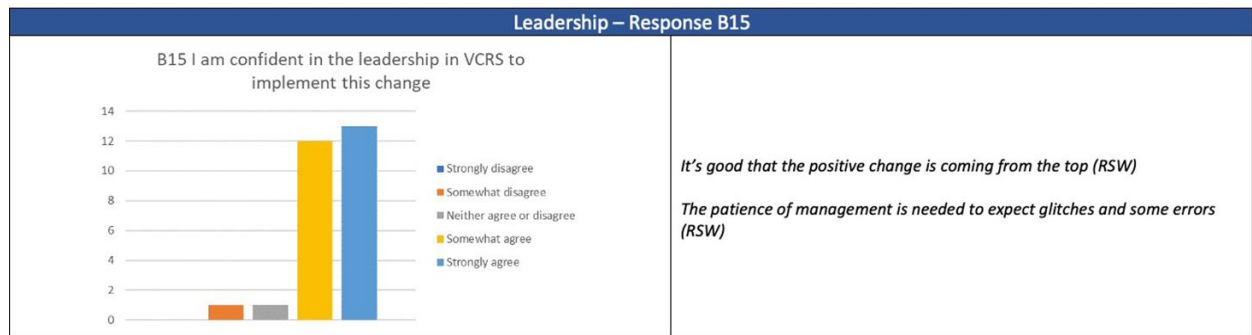 Leadership – Response B15
B15 I am confident in the leadership in VCRS to
implement this change
14
12
10
8
6
4
2
0
Strongly disagree
Somewhat disagree
Neither agree or disagree
Somewhat agree
Strongly agree
It’s good that the positive change is coming from the top (RSW)
The patience of management is needed to expect glitches and some errors
(RSW)